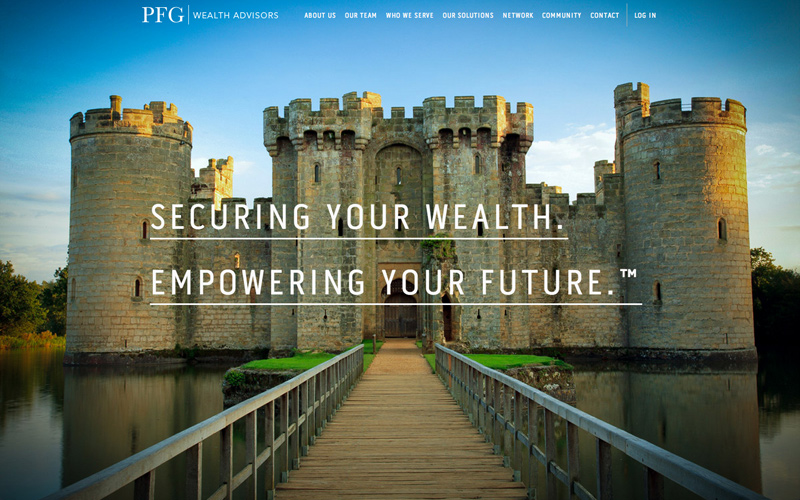 PFG WEALTH ADVISORS
ABOUT US OUR TEAM WHO WE SERVE OUR SOLUTIONS NETWORK COMMUNITY CONTACT LOG IN
SECURING YOUR WEALTH.
EMPOWERING YOUR FUTURE.™